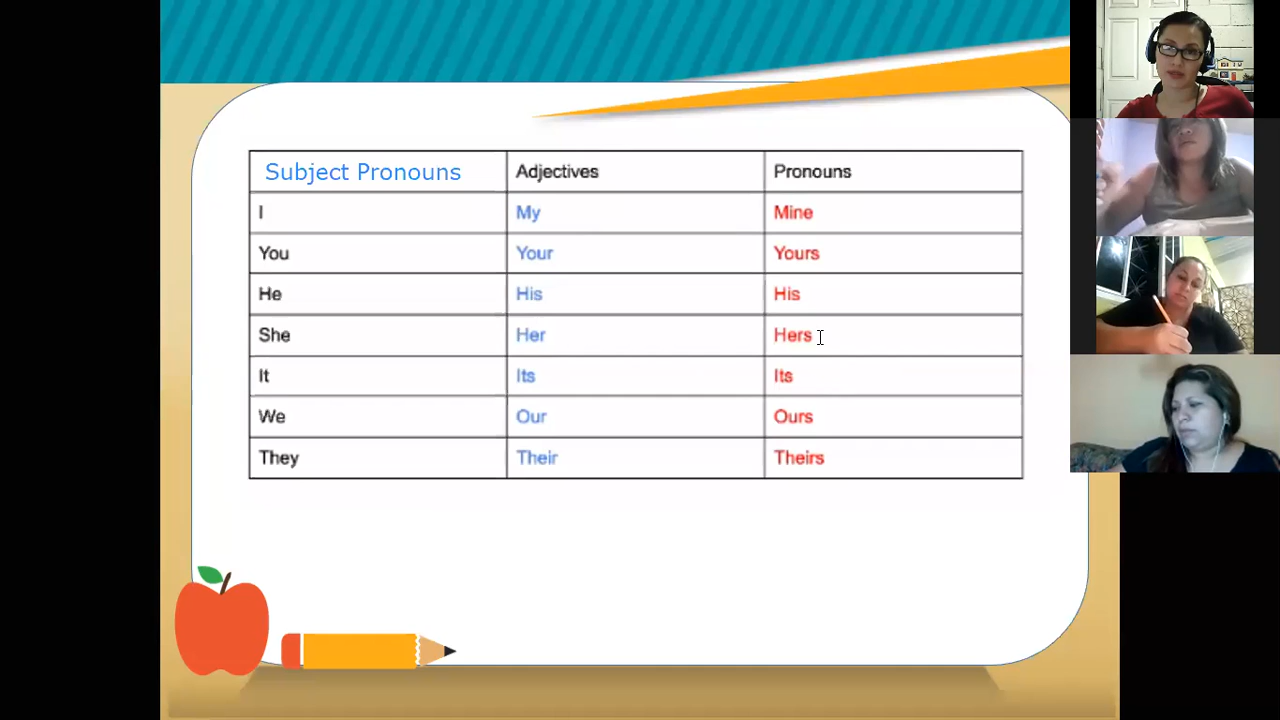 Subject Pronouns Adjectives Pronouns
I My Mine
You Your Yours
He His His
She Her Hers
It Its Its
We Our Ours
They Their Theirs